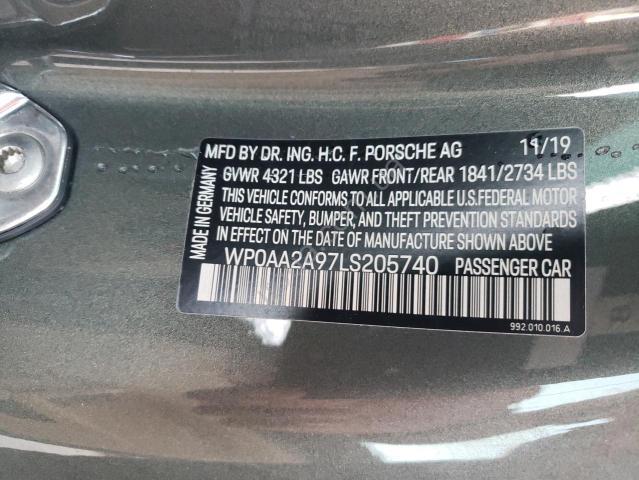 MFD BY DR. ING. H.C. F. PORSCHE AG 11/19
GVWR 4321 LBS GAWR FRONT/REAR 1841/2734 LBS
THIS VEHICLE CONFORMS TO ALL APPLICABLE U.S.FEDERAL MOTOR
VEHICLE SAFETY, BUMPER, AND THEFT PREVENTION STANDARDS
IN EFFECT ON THE DATE OF MANUFACTURE SHOWN ABOVE
WP0AA2A97LS205740 PASSENGER CAR
992.010.016.A
MADE IN GERMANY